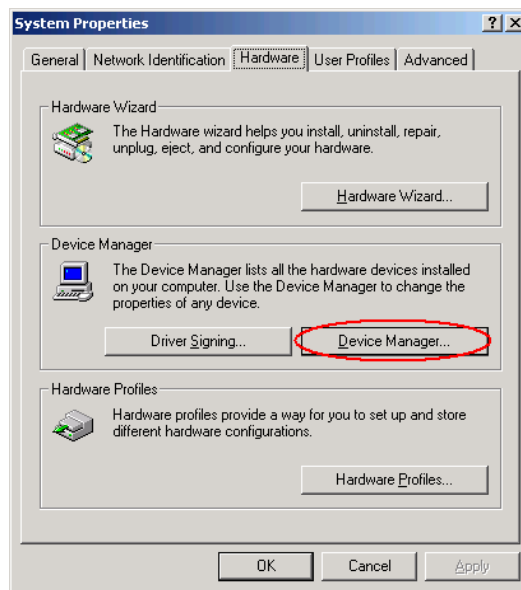 System Properties
General
Network Identification
Hardware
User Profiles
Advanced
Hardware Wizard
The Hardware wizard helps you install, uninstall, repair,
unplug, eject, and configure your hardware.
Hardware Wizard...
Device Manager
The Device Manager lists all the hardware devices installed
on your computer. Use the Device Manager to change the
properties of any device.
Driver Signing...
Device Manager...
Hardware Profiles
Hardware profiles provide a way for you to set up and store
different hardware configurations.
Hardware Profiles...
OK
Cancel
Apply